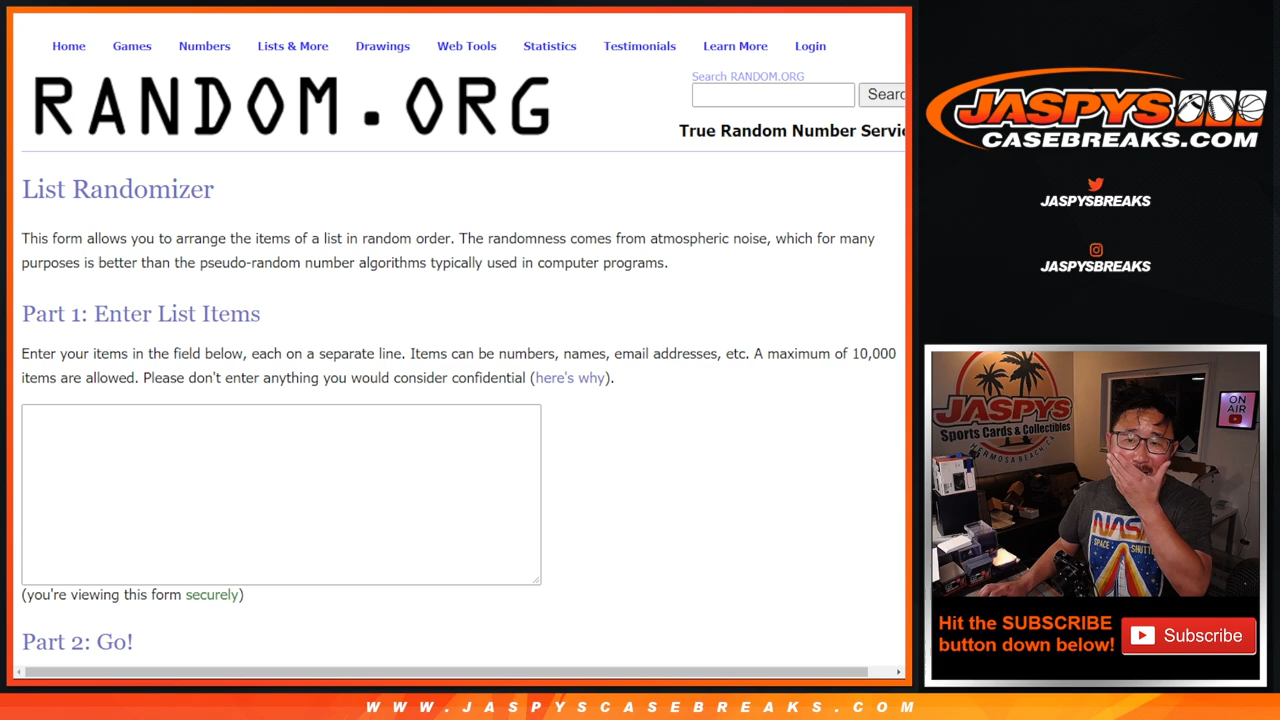 Home Games Numbers Lists & More Drawings Web Tools Statistics Testimonials Learn More Login
RANDOM.ORG
Search RANDOM.ORG
Searc
True Random Number Servi
List Randomizer
This form allows you to arrange the items of a list in random order. The randomness comes from atmospheric noise, which for many
purposes is better than the pseudo-random number algorithms typically used in computer programs.
Part 1: Enter List Items
Enter your items in the field below, each on a separate line. Items can be numbers, names, email addresses, etc. A maximum of 10,000
items are allowed. Please don't enter anything you would consider confidential (here's why).
(you're viewing this form securely)
Part 2: Go!
JASPYS
CASEBREAKS.COM
JASPYSBREAKS
JASPYSBREAKS
JASPYS
Sports Cards & Collectibles
HERMOSA BEACH, CA
ON
AIR
NASA
SPACE SHUTT
Hit the SUBSCRIBE
button down below!
Subscribe
WWW.JASPYSCASEBREAKS.COM